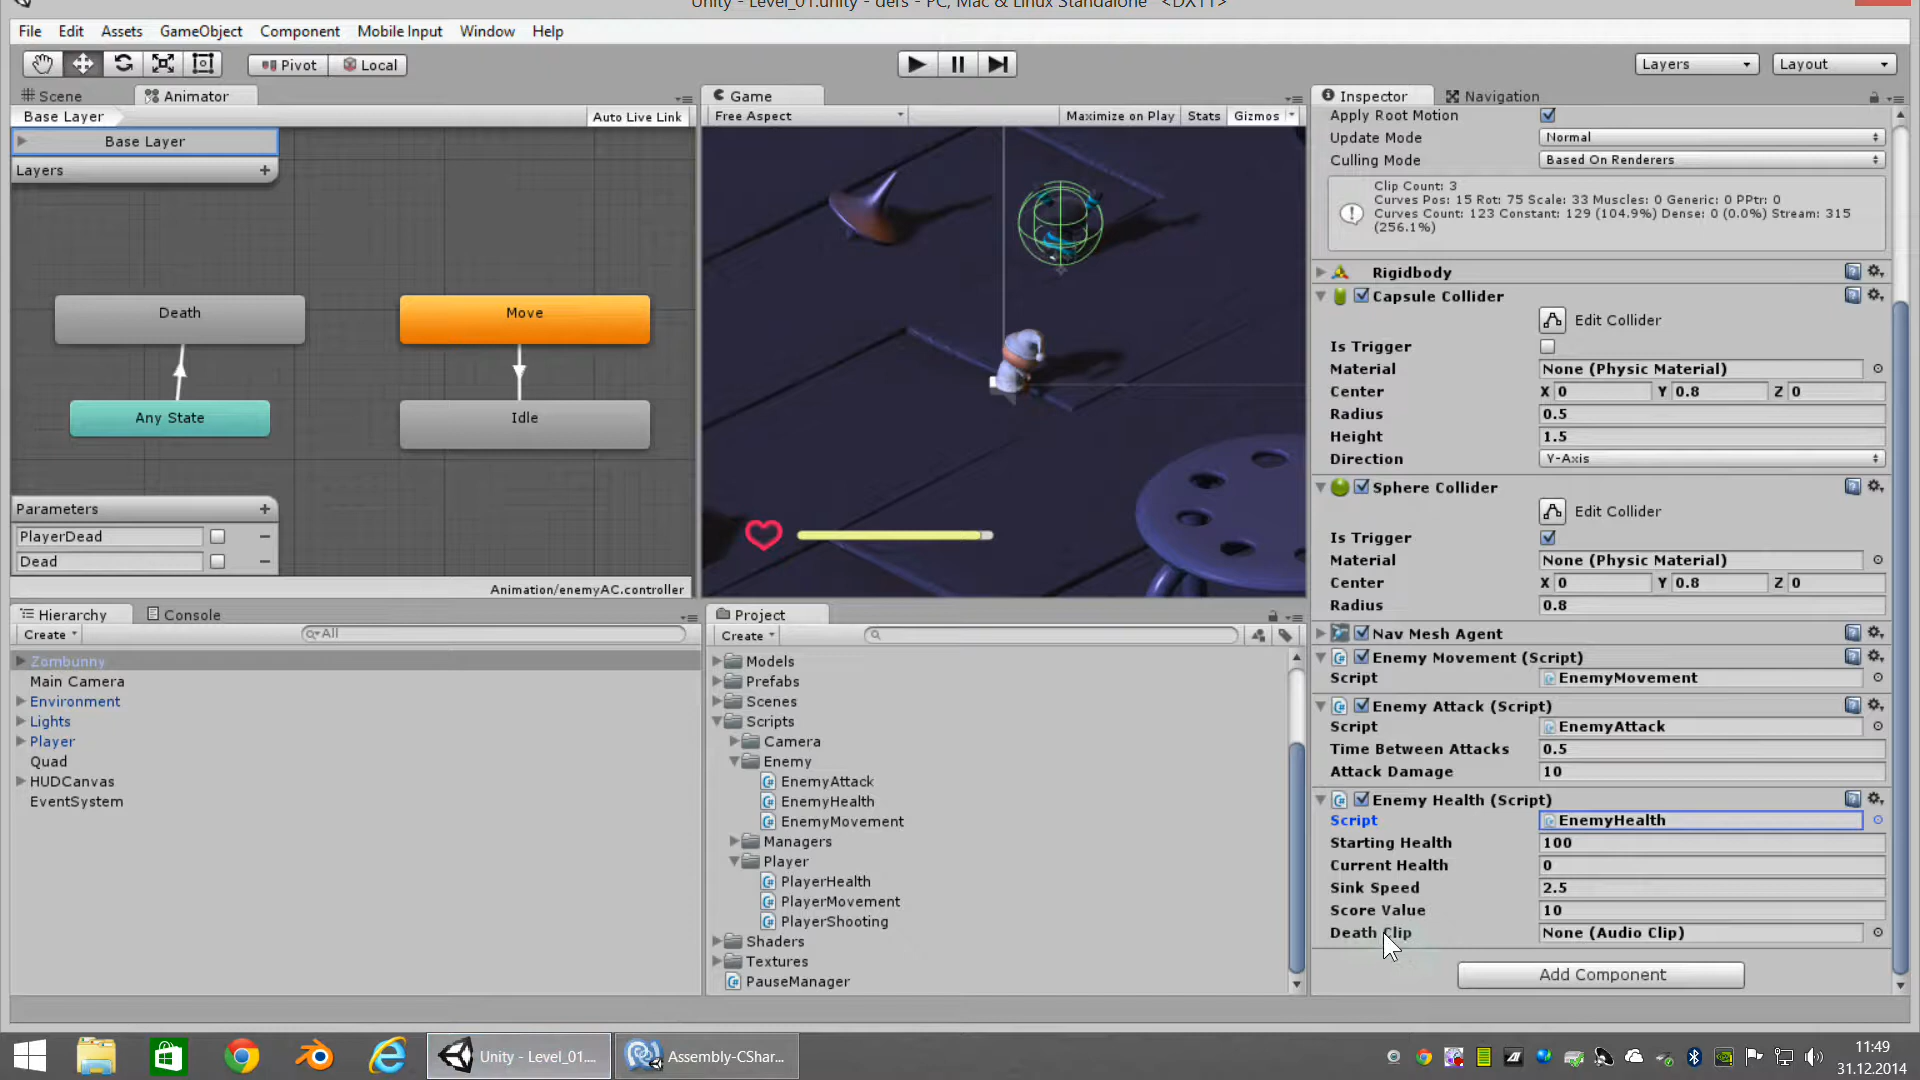 Unity - Level_01.unity - ders - PC, Mac & Linux Standalone* <DX11>
File Edit Assets GameObject Component Mobile Input Window Help
Pivot Local Layers Layout
Scene Animator
Base Layer Auto Live Link
Base Layer
Layers
Death
Move
Any State
Idle
Parameters
PlayerDead
Dead
Animation/enemyAC.controller
Game
Free Aspect Maximize on Play Stats Gizmos
Hierarchy Console
Create All
Zombunny
Main Camera
Environment
Lights
Player
Quad
HUDCanvas
EventSystem
Project
Create
Models
Prefabs
Scenes
Scripts
Camera
Enemy
EnemyAttack
EnemyHealth
EnemyMovement
Managers
Player
PlayerHealth
PlayerMovement
PlayerShooting
Shaders
Textures
PauseManager
Inspector Navigation
Apply Root Motion
Update Mode Normal
Culling Mode Based On Renderers
Clip Count: 3
Curves Pos: 15 Rot: 75 Scale: 33 Muscles: 0 Generic: 0 PPtr: 0
Curves Count: 123 Constant: 129 (104.9%) Dense: 0 (0.0%) Stream: 315
(256.1%)
Rigidbody
Capsule Collider
Edit Collider
Is Trigger
Material None (Physic Material)
Center X 0 Y 0.8 Z 0
Radius 0.5
Height 1.5
Direction Y-Axis
Sphere Collider
Edit Collider
Is Trigger
Material None (Physic Material)
Center X 0 Y 0.8 Z 0
Radius 0.8
Nav Mesh Agent
Enemy Movement (Script)
Script EnemyMovement
Enemy Attack (Script)
Script EnemyAttack
Time Between Attacks 0.5
Attack Damage 10
Enemy Health (Script)
Script EnemyHealth
Starting Health 100
Current Health 0
Sink Speed 2.5
Score Value 10
Death Clip None (Audio Clip)
Add Component
Unity - Level_01....
Assembly-CShar...
11:49
31.12.2014